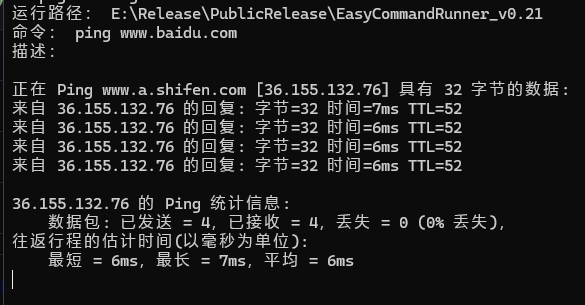 运行路径： E:\Release\PublicRelease\EasyCommandRunner_v0.21
命令： ping www.baidu.com
描述：
正在 Ping www.a.shifen.com [36.155.132.76] 具有 32 字节的数据:
来自 36.155.132.76 的回复: 字节=32 时间=7ms TTL=52
来自 36.155.132.76 的回复: 字节=32 时间=6ms TTL=52
来自 36.155.132.76 的回复: 字节=32 时间=6ms TTL=52
来自 36.155.132.76 的回复: 字节=32 时间=6ms TTL=52
36.155.132.76 的 Ping 统计信息:
数据包: 已发送 = 4，已接收 = 4，丢失 = 0 (0% 丢失)，
往返行程的估计时间(以毫秒为单位):
最短 = 6ms，最长 = 7ms，平均 = 6ms